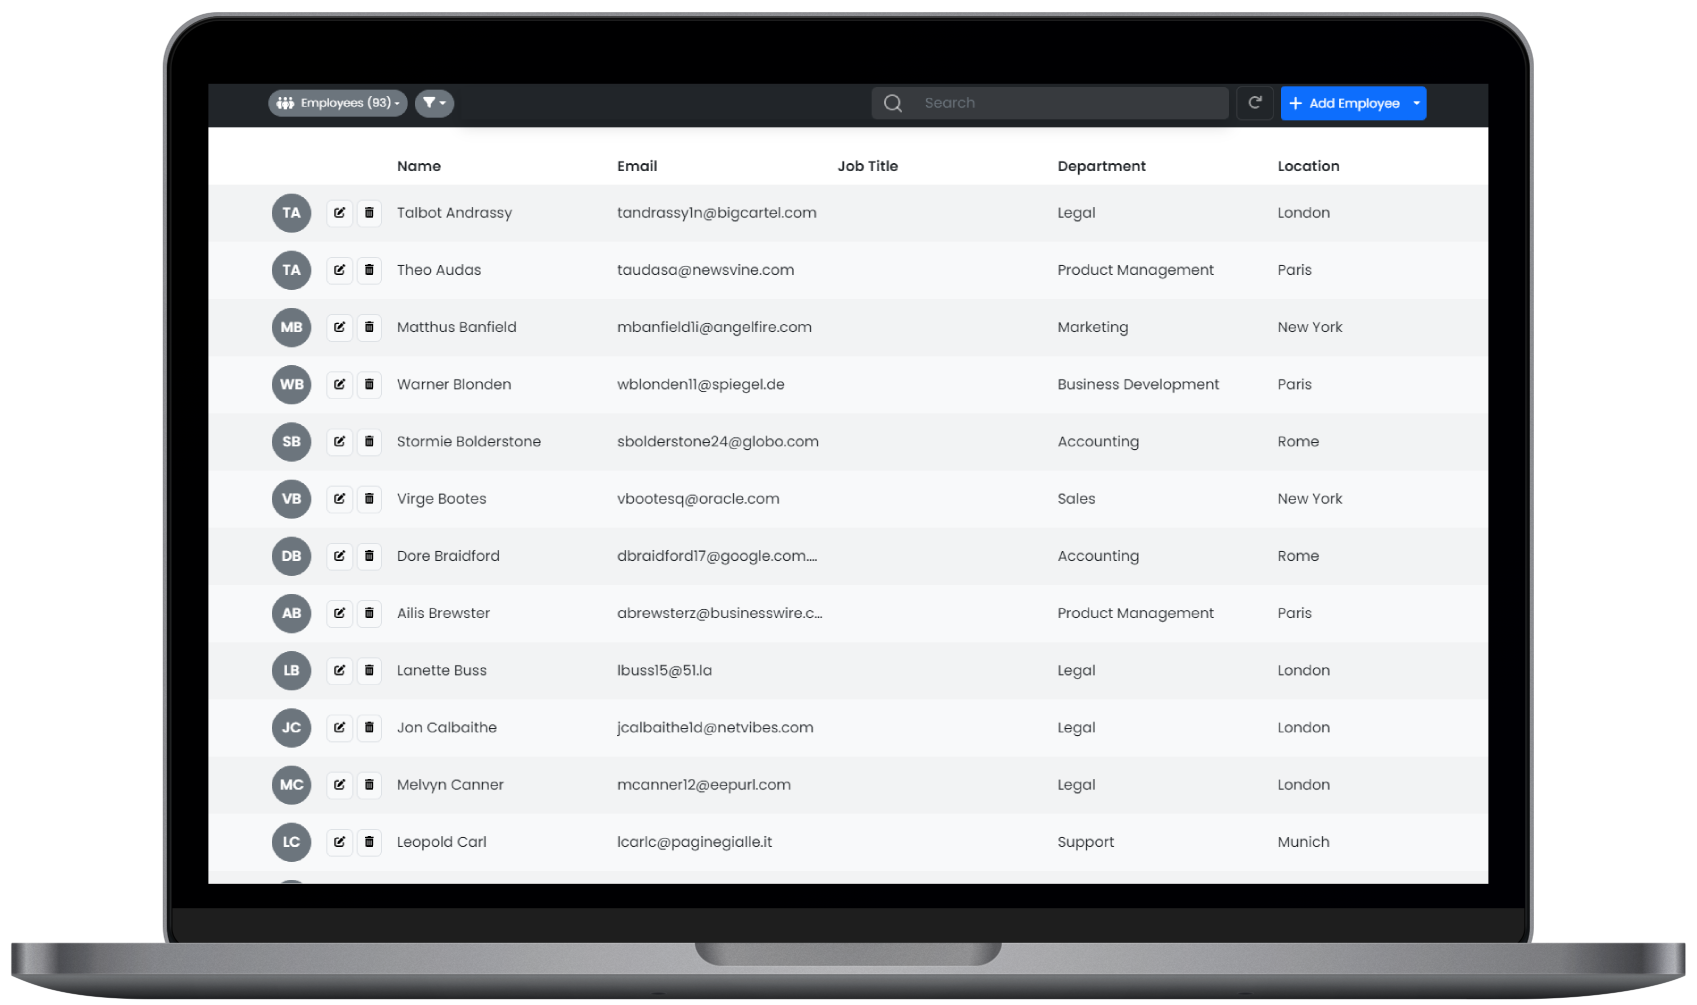 Employees (93)
Search
Add Employee
Name Email Job Title Department Location
TA Talbot Andrassy tandrassy1n@bigcartel.com Legal London
TA Theo Audas taudasa@newsvine.com Product Management Paris
MB Matthus Banfield mbanfield1i@angelfire.com Marketing New York
WB Warner Blonden wblonden11@spiegel.de Business Development Paris
SB Stormie Bolderstone sbolderstone24@globo.com Accounting Rome
VB Virge Bootes vbootesq@oracle.com Sales New York
DB Dore Braidford dbraidford17@google.com.... Accounting Rome
AB Ailis Brewster abrewsterz@businesswire.c... Product Management Paris
LB Lanette Buss lbuss15@51.la Legal London
JC Jon Calbaithe jcalbaithe1d@netvibes.com Legal London
MC Melvyn Canner mcanner12@eepurl.com Legal London
LC Leopold Carl lcarlc@paginegialle.it Support Munich